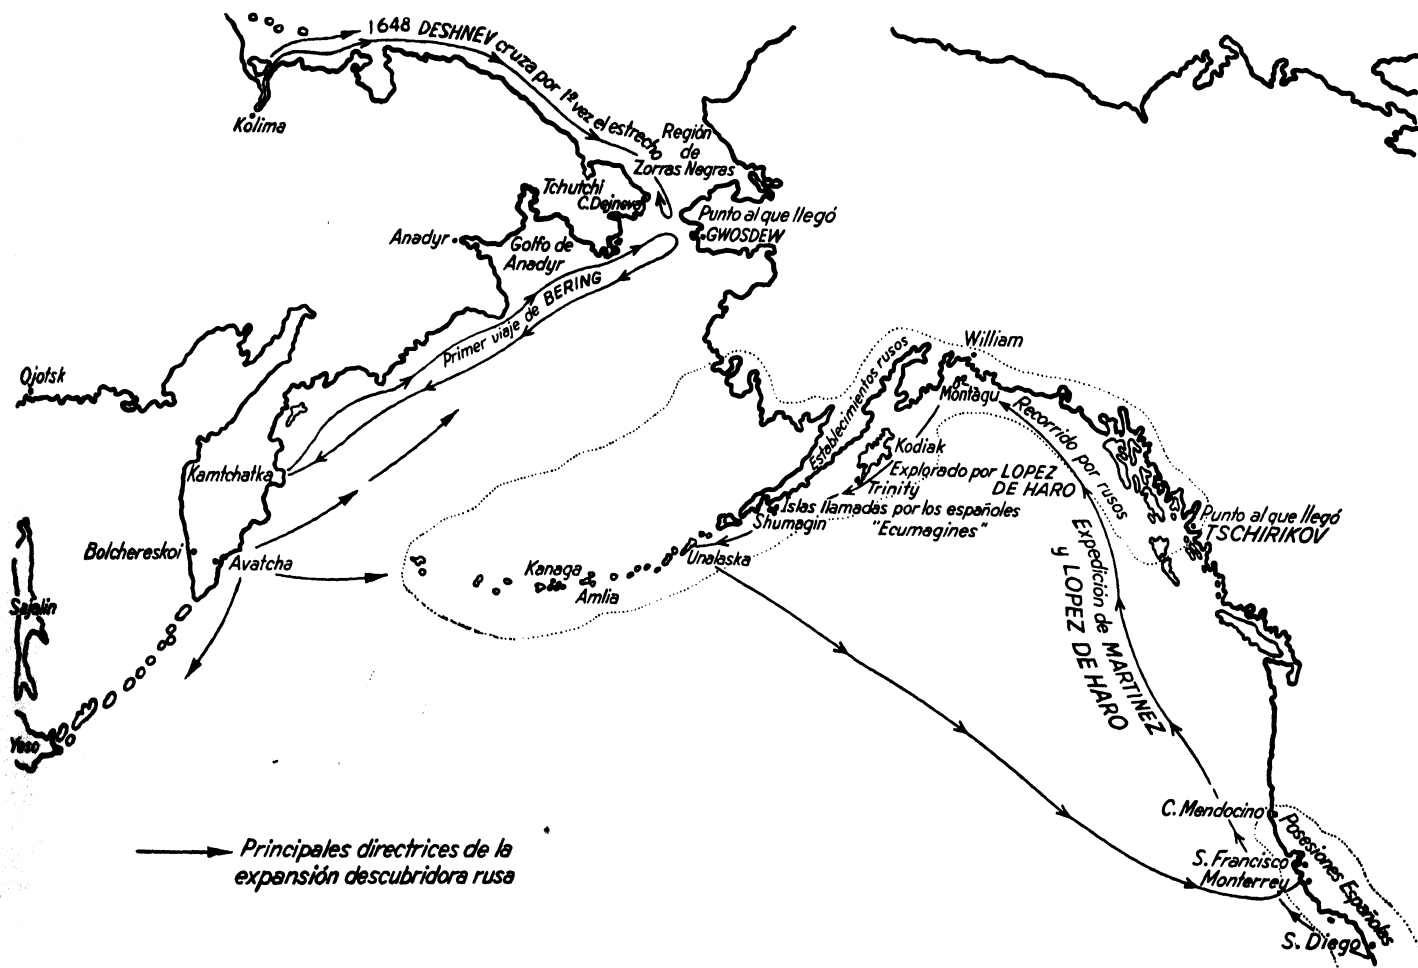 1648 DESHNEV cruza por 1ª vez el estrecho
Kolima
Región
de
Zorras Negras
Tchutchi
C. Dejnevo
Punto al que llegó
GWOSDEW
Anadyr
Golfo de
Anadyr
Primer viaje de BERING
Ojotsk
William
Establecimientos rusos
Montagu
Recorrido por rusos
Kodiak
Kamtchatka
Explorado por LOPEZ
DE HARO
Trinity
Islas llamadas por los españoles
"Ecumagines"
Shumagin
Punto al que llegó
TSCHIRIKOV
Bolchereskoi
Avatcha
Unalaska
Kanaga
Amlia
Expedición de MARTINEZ
y LOPEZ DE HARO
Sajalin
Yeso
C. Mendocino
Posesiones Españolas
S. Francisco
Monterrey
S. Diego
Principales directrices de la
expansión descubridora rusa